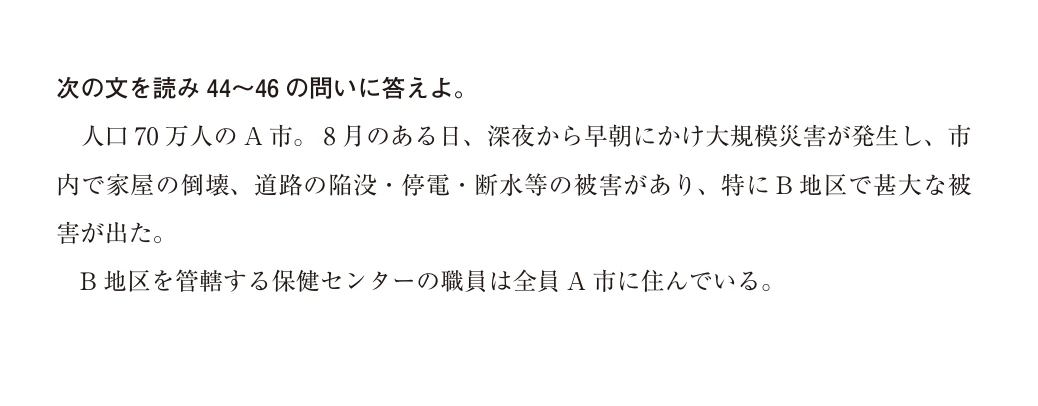 次の文を読み 44～46 の問いに答えよ。
人口 70 万人の A 市。8 月のある日、深夜から早朝にかけ大規模災害が発生し、市
内で家屋の倒壊、道路の陥没・停電・断水等の被害があり、特に B 地区で甚大な被
害が出た。
B 地区を管轄する保健センターの職員は全員 A 市に住んでいる。